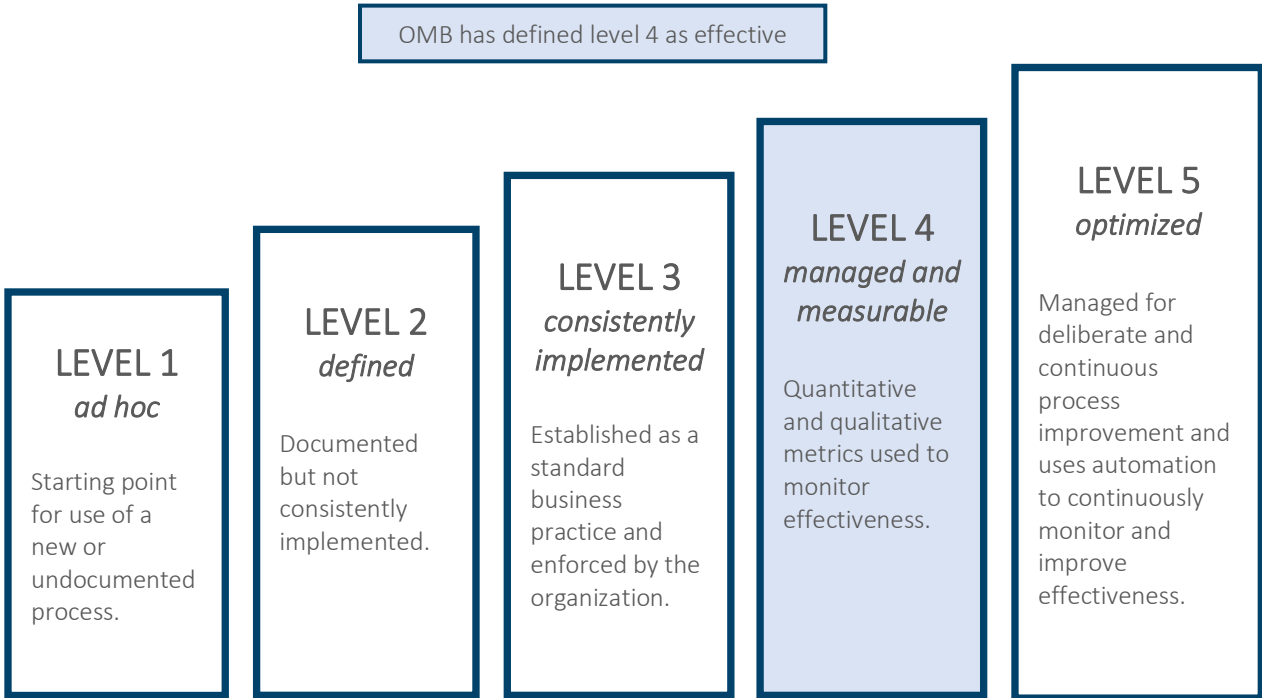 OMB has defined level 4 as effective
LEVEL 1
ad hoc
Starting point
for use of a
new or
undocumented
process.
LEVEL 2
defined
Documented
but not
consistently
implemented.
LEVEL 3
consistently
implemented
Established as a
standard
business
practice and
enforced by the
organization.
LEVEL 4
managed and
measurable
Quantitative
and qualitative
metrics used to
monitor
effectiveness.
LEVEL 5
optimized
Managed for
deliberate and
continuous
process
improvement and
uses automation
to continuously
monitor and
improve
effectiveness.